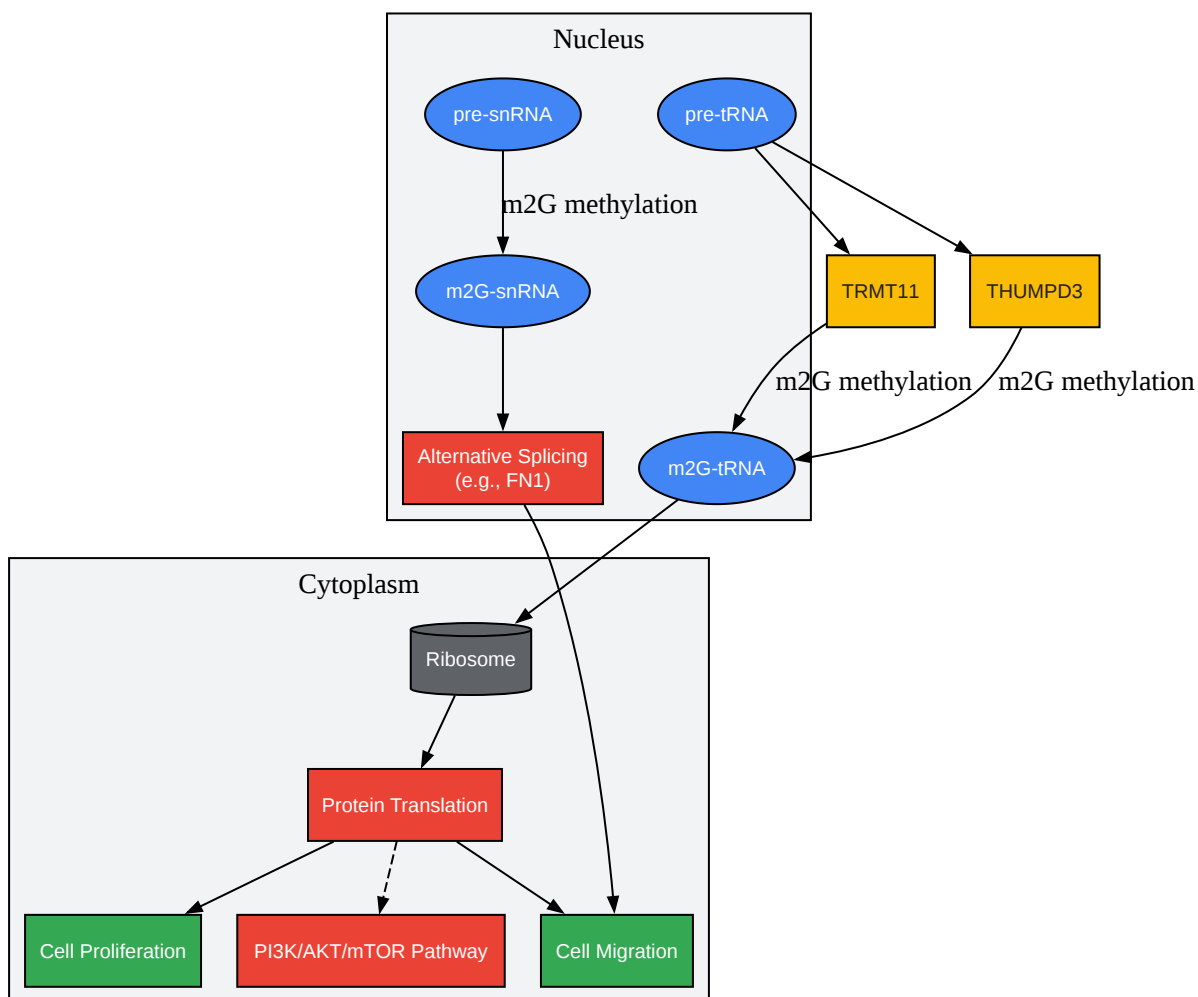 Nucleus
pre-snRNA
pre-tRNA
m2G methylation
m2G-snRNA
TRMT11
THUMPD3
m2G methylation
m2G methylation
Alternative Splicing
(e.g., FN1)
m2G-tRNA
Cytoplasm
Ribosome
Protein Translation
Cell Proliferation
PI3K/AKT/mTOR Pathway
Cell Migration